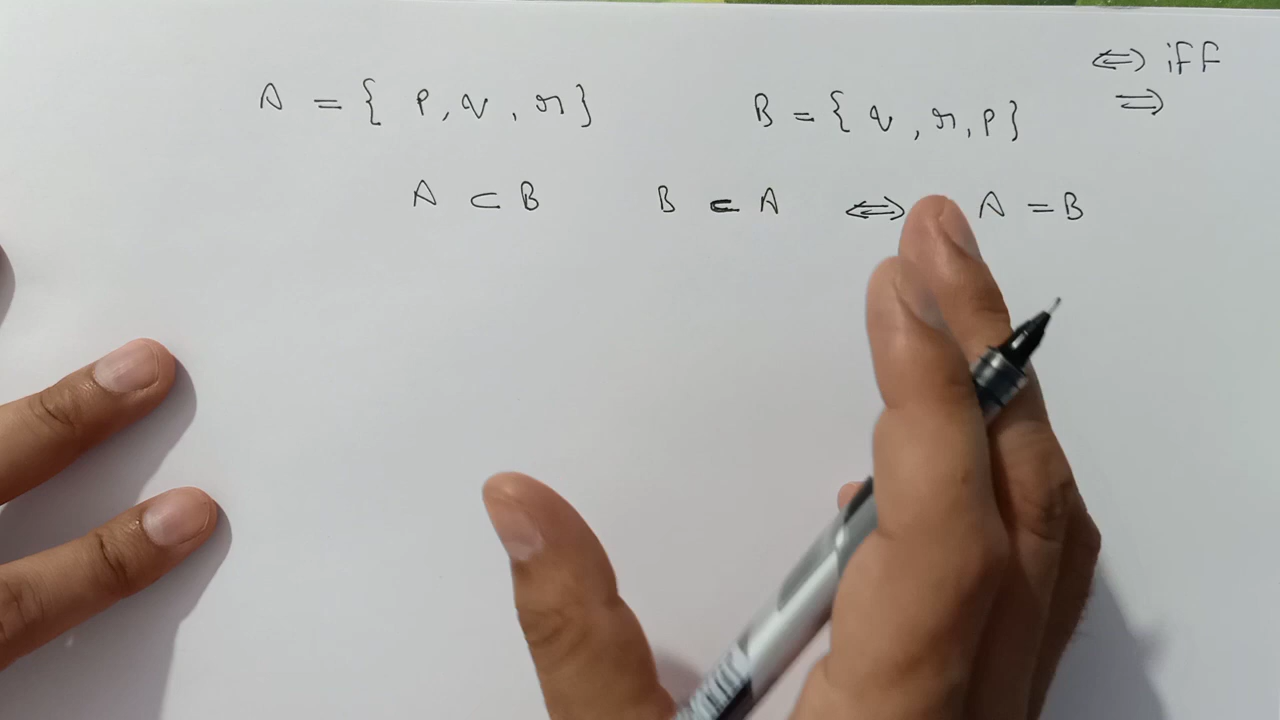 ⇔ iff
A = { p, q, r }    B = { q, r, p }    ⇒
A ⊂ B    B ⊂ A    ⇔    A = B